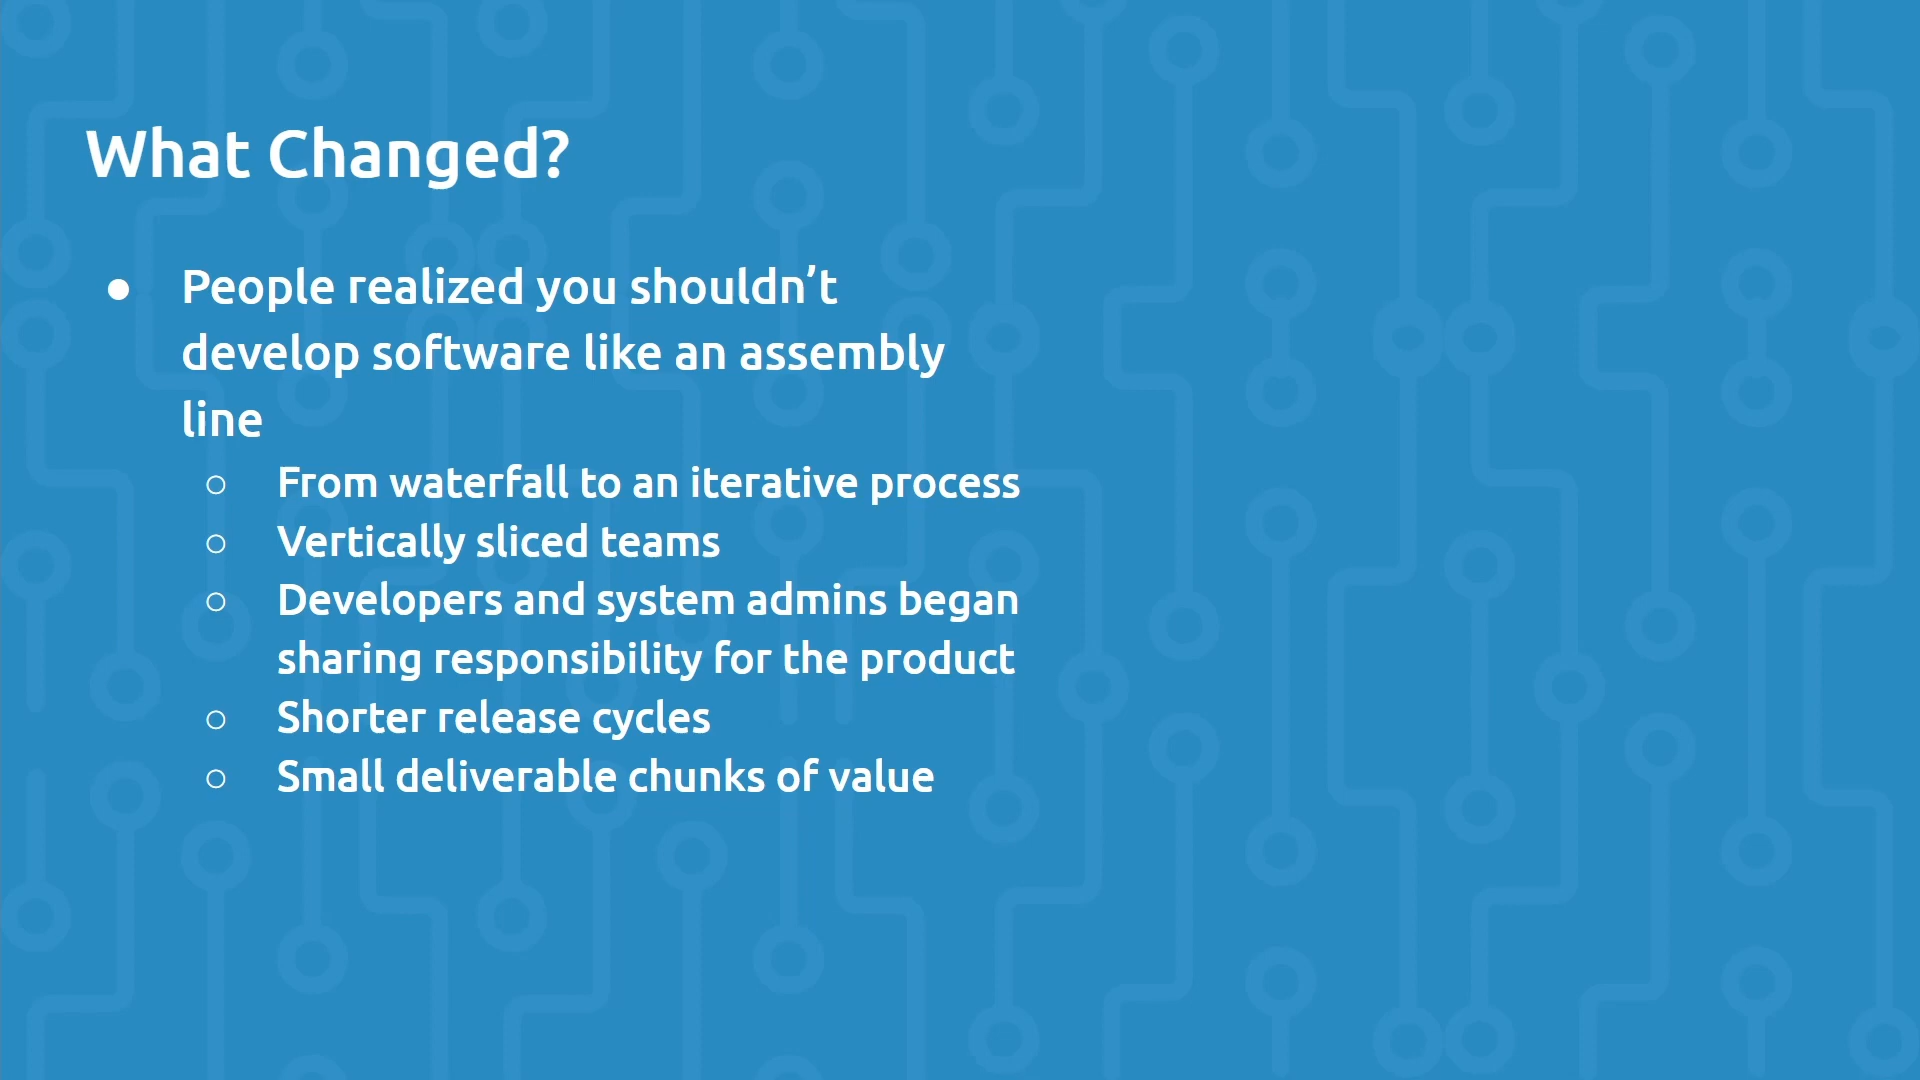 What Changed?
● People realized you shouldn’t
develop software like an assembly
line
○ From waterfall to an iterative process
○ Vertically sliced teams
○ Developers and system admins began
sharing responsibility for the product
○ Shorter release cycles
○ Small deliverable chunks of value